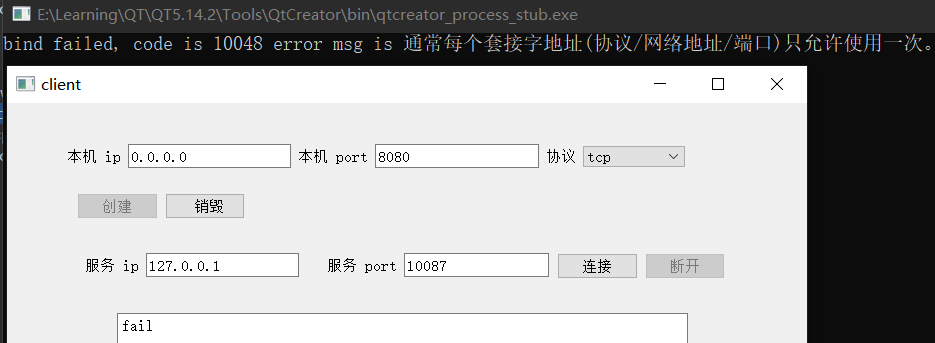 E:\Learning\QT\QT5.14.2\Tools\QtCreator\bin\qtcreator_process_stub.exe
bind failed, code is 10048 error msg is 通常每个套接字地址(协议/网络地址/端口)只允许使用一次。
client
本机 ip 0.0.0.0 本机 port 8080 协议 tcp
创建 销毁
服务 ip 127.0.0.1 服务 port 10087 连接 断开
fail